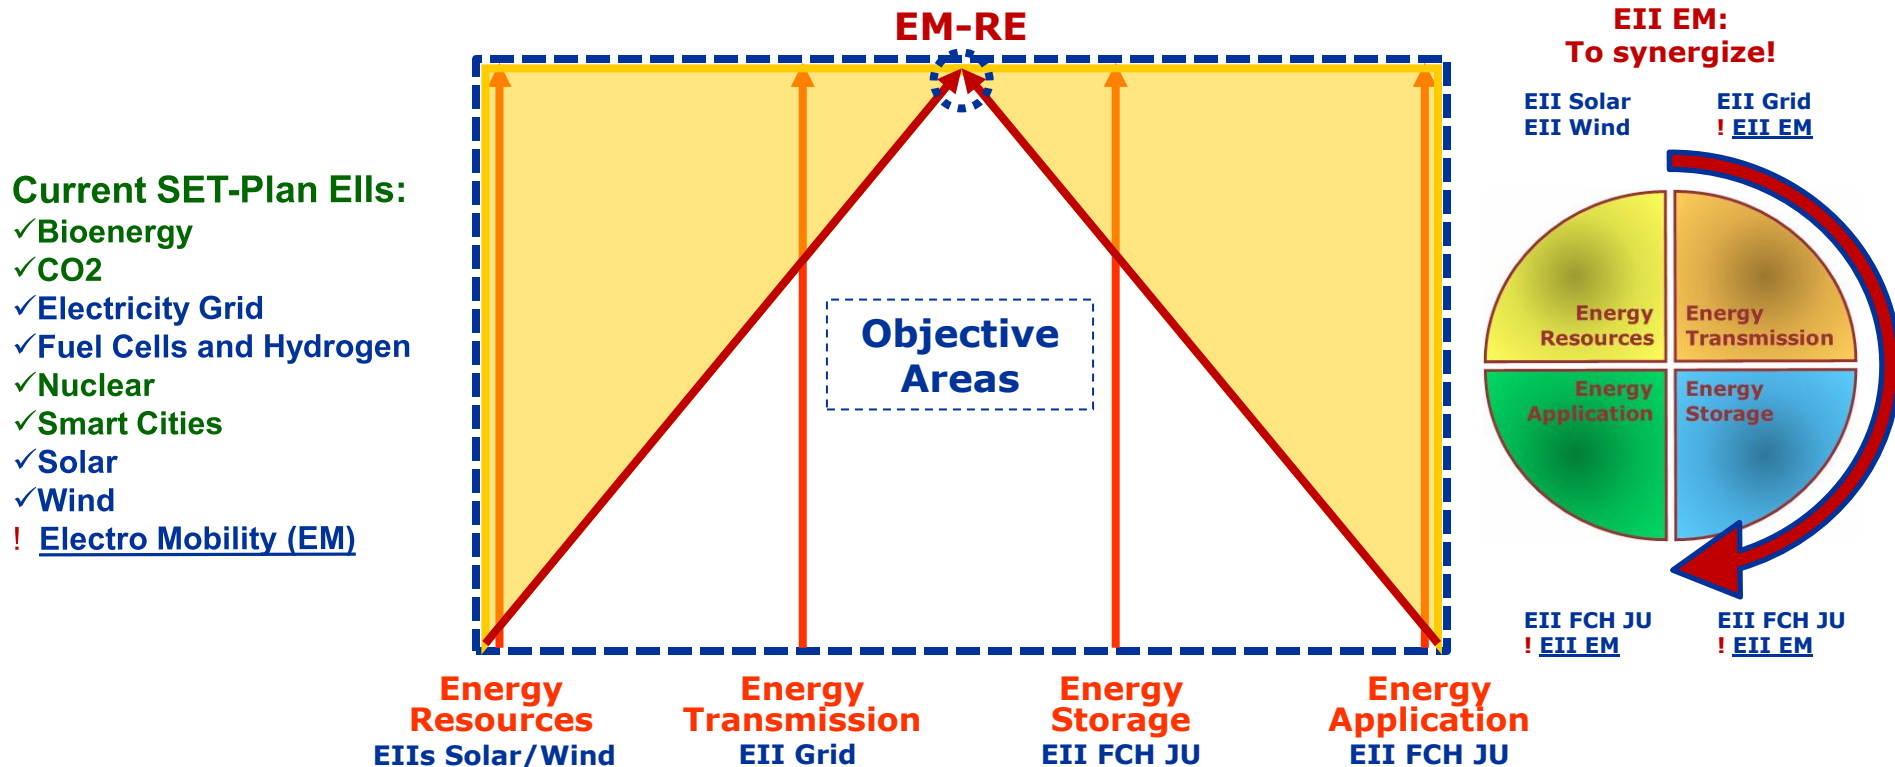 EM-RE
EII EM:
To synergize!
EII Solar
EII Wind
EII Grid
! EII EM
Current SET-Plan EIIs:
✓Bioenergy
✓CO2
✓Electricity Grid
✓Fuel Cells and Hydrogen
✓Nuclear
✓Smart Cities
✓Solar
✓Wind
! Electro Mobility (EM)
Objective
Areas
Energy
Resources
Energy
Transmission
Energy
Application
Energy
Storage
EII FCH JU
! EII EM
EII FCH JU
! EII EM
Energy
Resources
EIIs Solar/Wind
Energy
Transmission
EII Grid
Energy
Storage
EII FCH JU
Energy
Application
EII FCH JU